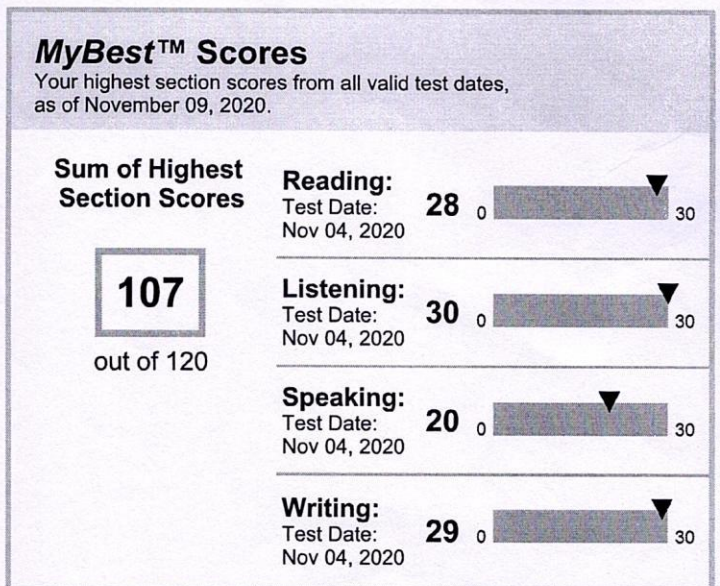 MyBest™ Scores
Your highest section scores from all valid test dates,
as of November 09, 2020.
Sum of Highest
Section Scores
107
out of 120
Reading:
Test Date:
Nov 04, 2020
28
0
30
Listening:
Test Date:
Nov 04, 2020
30
0
30
Speaking:
Test Date:
Nov 04, 2020
20
0
30
Writing:
Test Date:
Nov 04, 2020
29
0
30